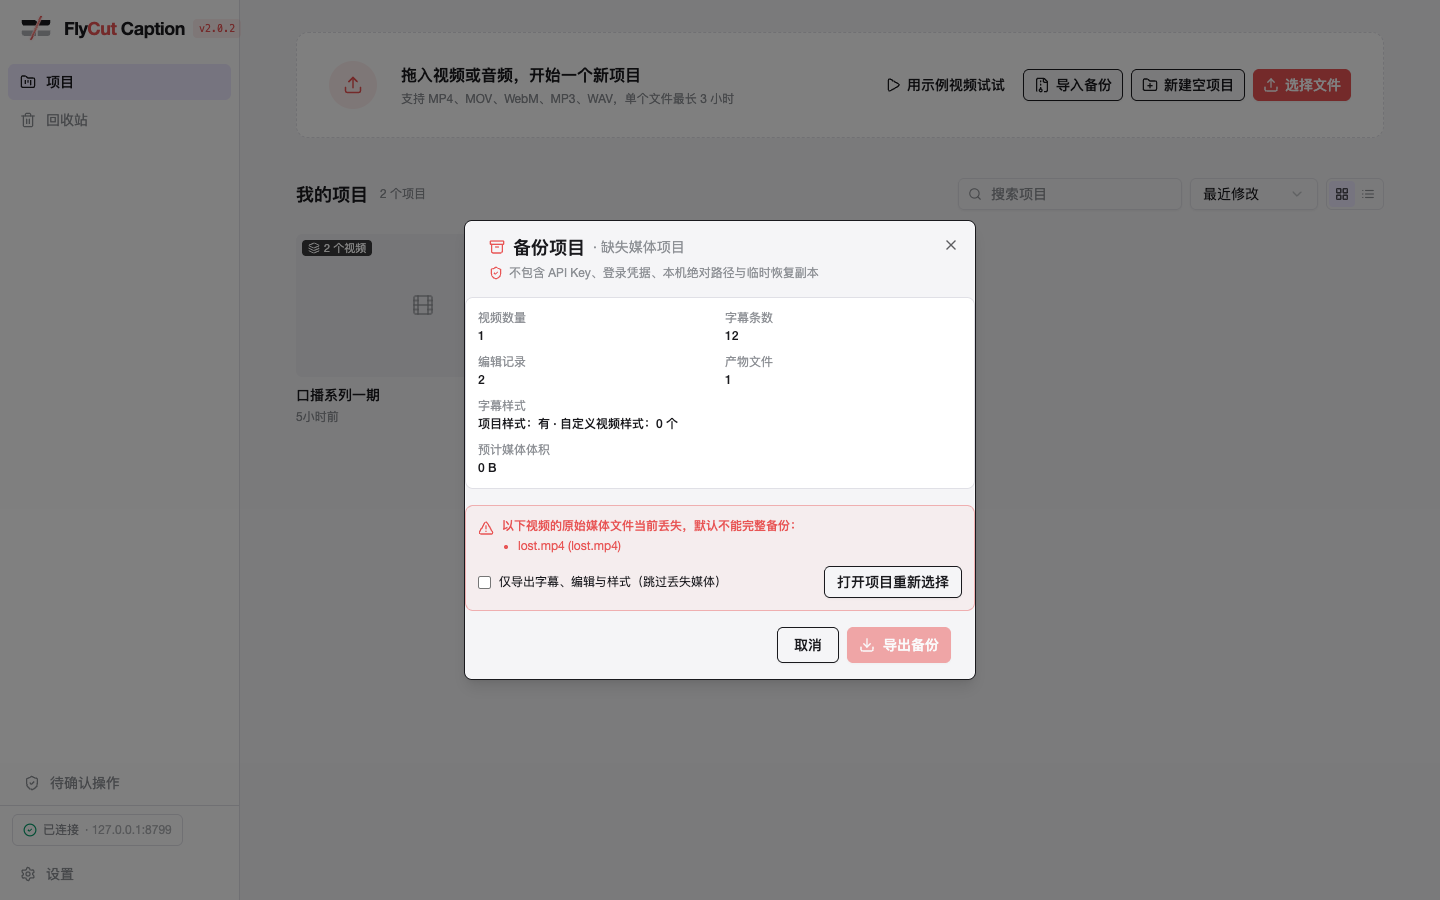 FlyCut Caption v2.0.2
项目
回收站
拖入视频或音频，开始一个新项目
支持 MP4、MOV、WebM、MP3、WAV，单个文件最长 3 小时
用示例视频试试
导入备份
新建空项目
选择文件
我的项目 2 个项目
搜索项目
最近修改
2 个视频
口播系列一期
5小时前
备份项目 · 缺失媒体项目
不包含 API Key、登录凭据、本机绝对路径与临时恢复副本
视频数量
1
字幕条数
12
编辑记录
2
产物文件
1
字幕样式
项目样式：有 · 自定义视频样式：0 个
预计媒体体积
0 B
以下视频的原始媒体文件当前丢失，默认不能完整备份：
lost.mp4 (lost.mp4)
仅导出字幕、编辑与样式（跳过丢失媒体）
打开项目重新选择
取消
导出备份
待确认操作
已连接 · 127.0.0.1:8799
设置